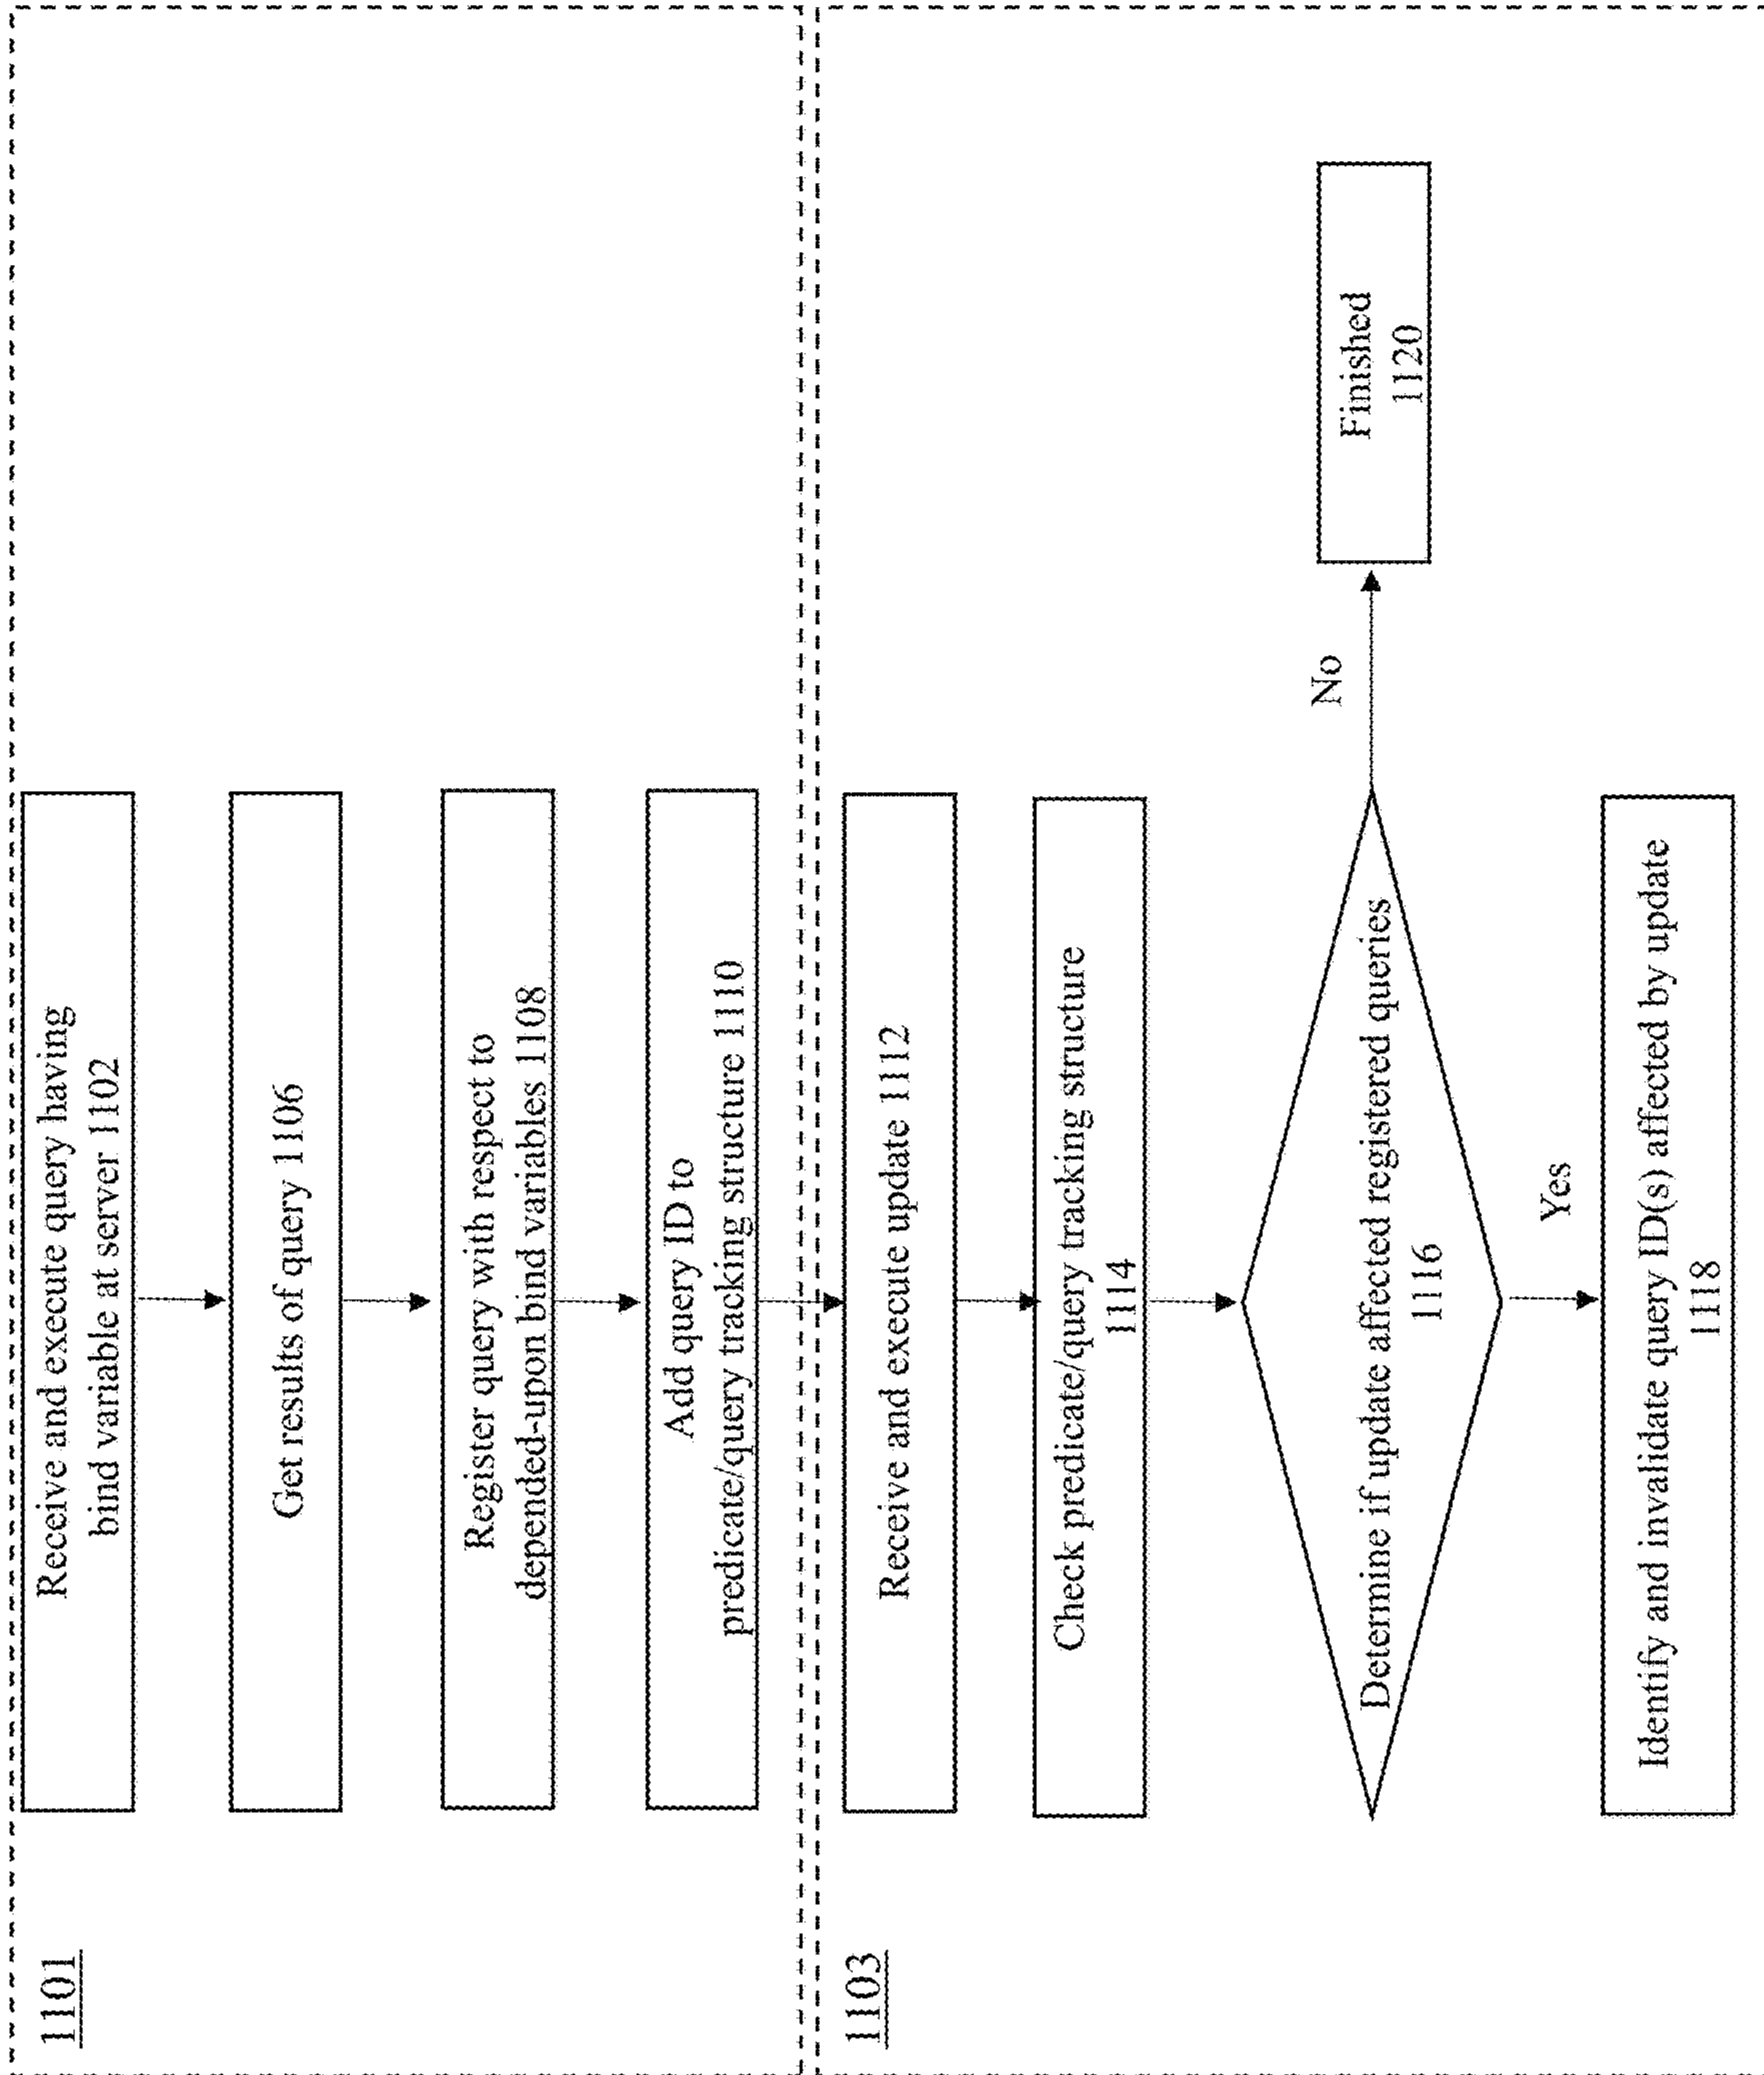 1101
Receive and execute query having
bind variable at server 1102
Get results of query 1106
Register query with respect to
depended-upon bind variables 1108
Add query ID to
predicate/query tracking structure 1110
1103
Receive and execute update 1112
Check predicate/query tracking structure
1114
Determine if update affected registered queries
1116
No
Finished
1120
Yes
Identify and invalidate query ID(s) affected by update
1118